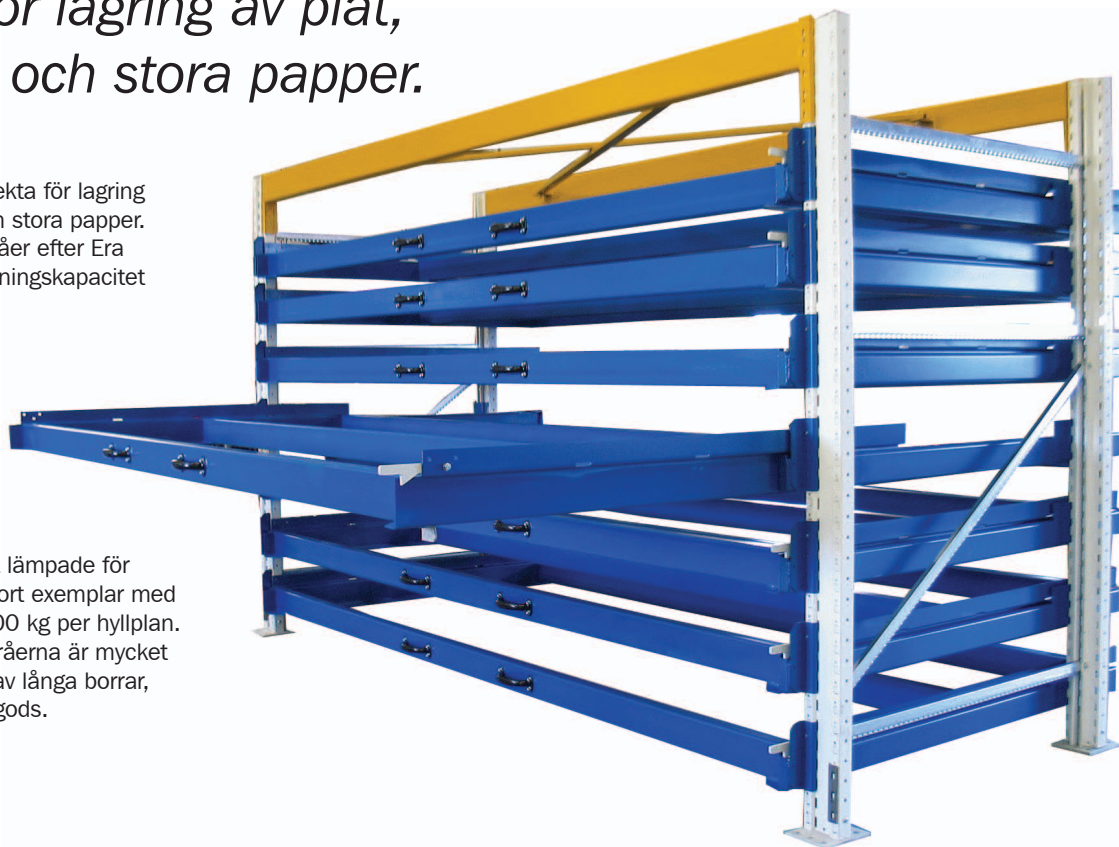 ör lagring av plåt,
och stora papper.
ekta för lagring
stora papper.
åer efter Era
ningskapacitet
lämpade för
ort exemplar med
00 kg per hyllplan.
råerna är mycket
av långa borrar,
gods.